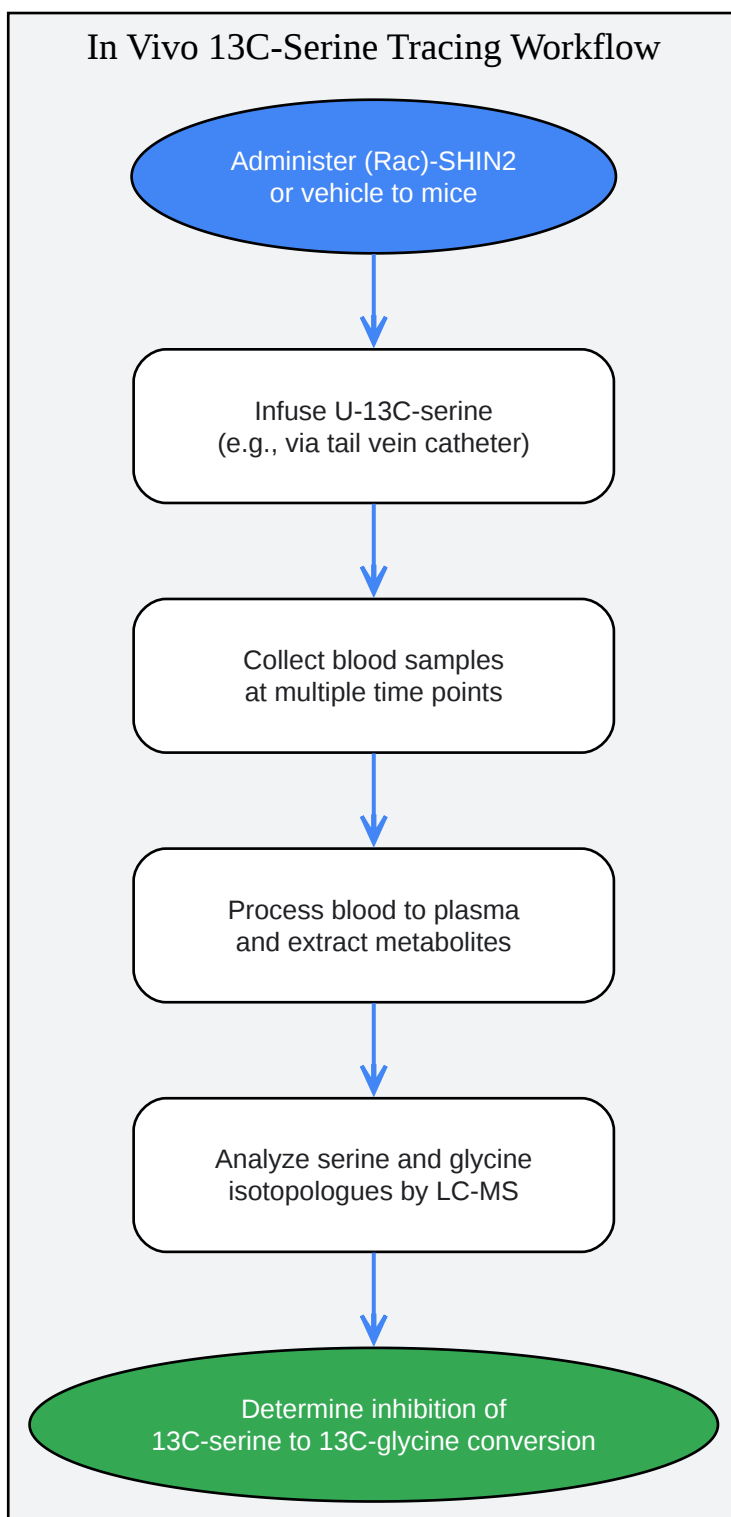 In Vivo 13C-Serine Tracing Workflow
Administer (Rac)-SHIN2
or vehicle to mice
Infuse U-13C-serine
(e.g., via tail vein catheter)
Collect blood samples
at multiple time points
Process blood to plasma
and extract metabolites
Analyze serine and glycine
isotopologues by LC-MS
Determine inhibition of
13C-serine to 13C-glycine conversion